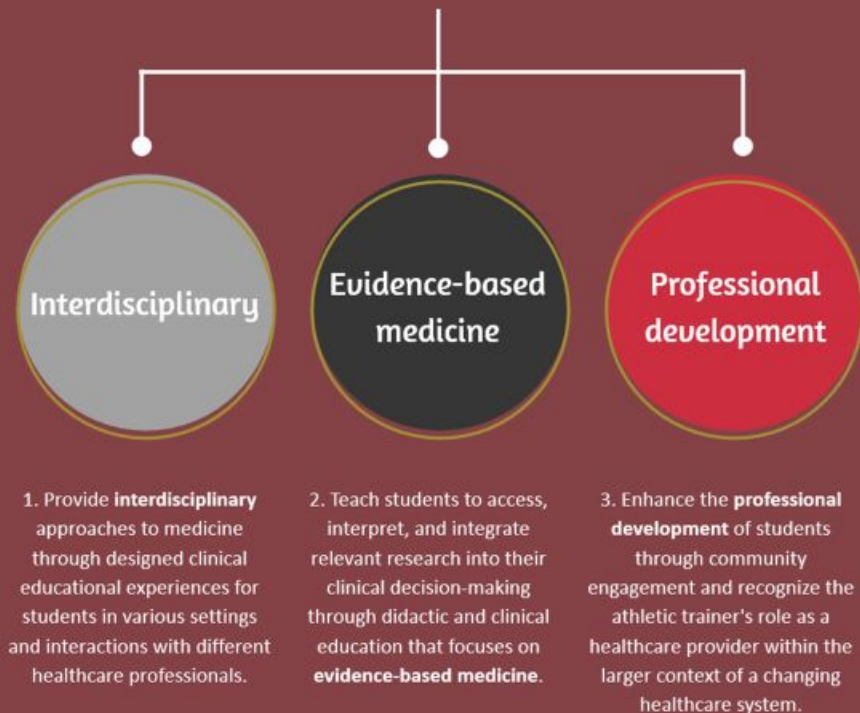 Interdisciplinary
Evidence-based
medicine
Professional
development
1. Provide interdisciplinary
approaches to medicine
through designed clinical
educational experiences for
students in various settings
and interactions with different
healthcare professionals.
2. Teach students to access,
interpret, and integrate
relevant research into their
clinical decision-making
through didactic and clinical
education that focuses on
evidence-based medicine.
3. Enhance the professional
development of students
through community
engagement and recognize the
athletic trainer's role as a
healthcare provider within the
larger context of a changing
healthcare system.